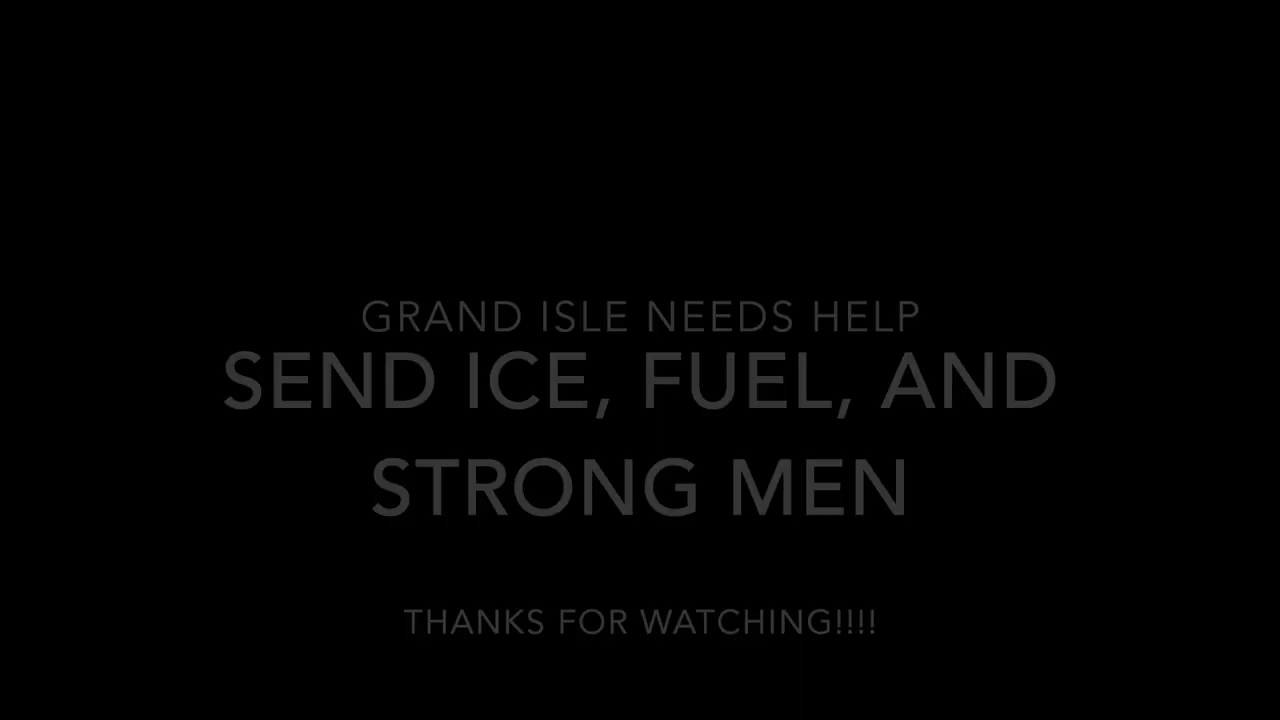 GRAND ISLE NEEDS HELP
SEND ICE, FUEL, AND
STRONG MEN
THANKS FOR WATCHING!!!!